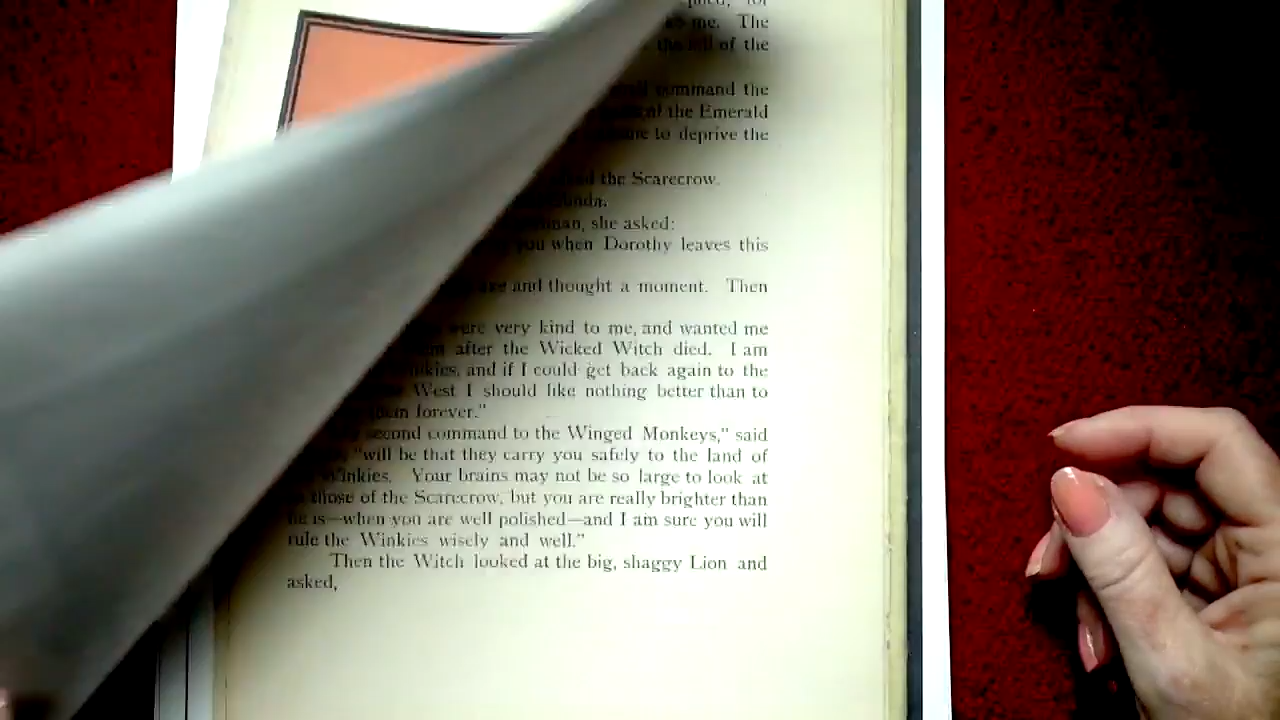 me. The
the
command the
the Emerald
to deprive the
the Scarecrow.
she asked:
you when Dorothy leaves this
and thought a moment. Then
were very kind to me, and wanted me
after the Wicked Witch died. I am
and if I could get back again to the
West I should like nothing better than to
them forever."
second command to the Winged Monkeys," said
"will be that they carry you safely to the land of
Winkies. Your brains may not be so large to look at
those of the Scarecrow, but you are really brighter than
he is—when you are well polished—and I am sure you will
rule the Winkies wisely and well."
Then the Witch looked at the big, shaggy Lion and
asked,